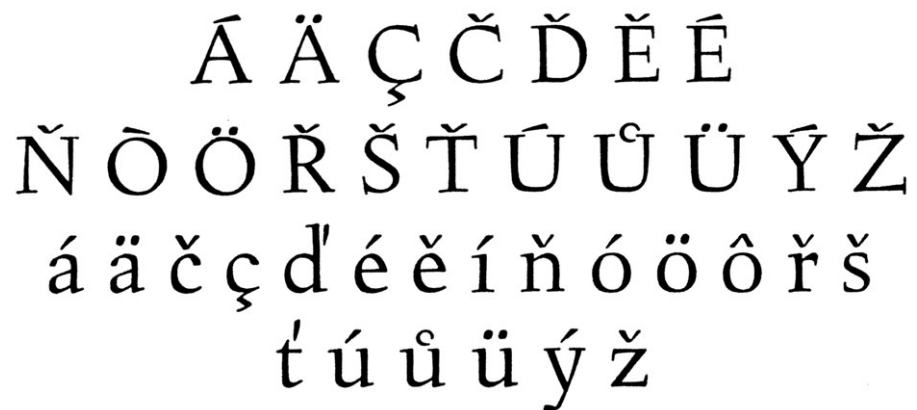 Á Ä Ç Č Ď Ě É
Ň Ò Ö Ř Š Ť Ú Ů Ü Ý Ž
á ä č ç ď é ě í ň ó ö ô ř š
ť ú ů ü ý ž